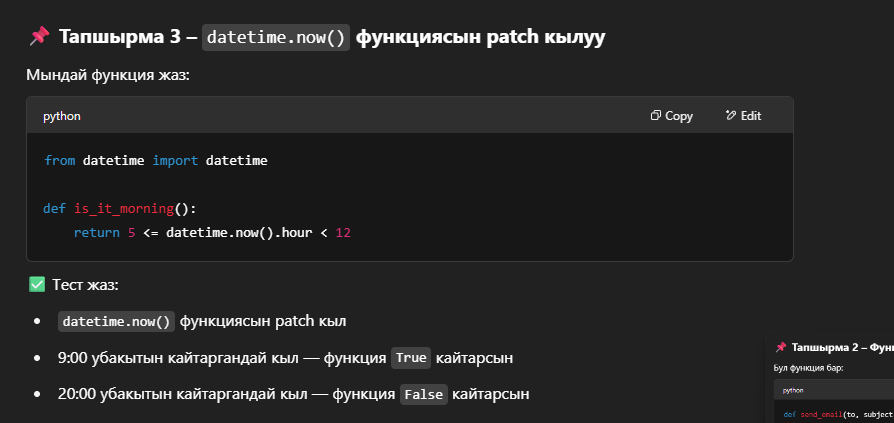 📌 Тапшырма 3 – datetime.now() функциясын patch кылуу
Мындай функция жаз:
python Copy Edit
from datetime import datetime
def is_it_morning():
    return 5 <= datetime.now().hour < 12
✅ Тест жаз:
• datetime.now() функциясын patch кыл
• 9:00 убакытын кайтаргандай кыл — функция True кайтарсын
• 20:00 убакытын кайтаргандай кыл — функция False кайтарсын
📌 Тапшырма 2 –
Бул функция бар:
python
def send_email(to, subject